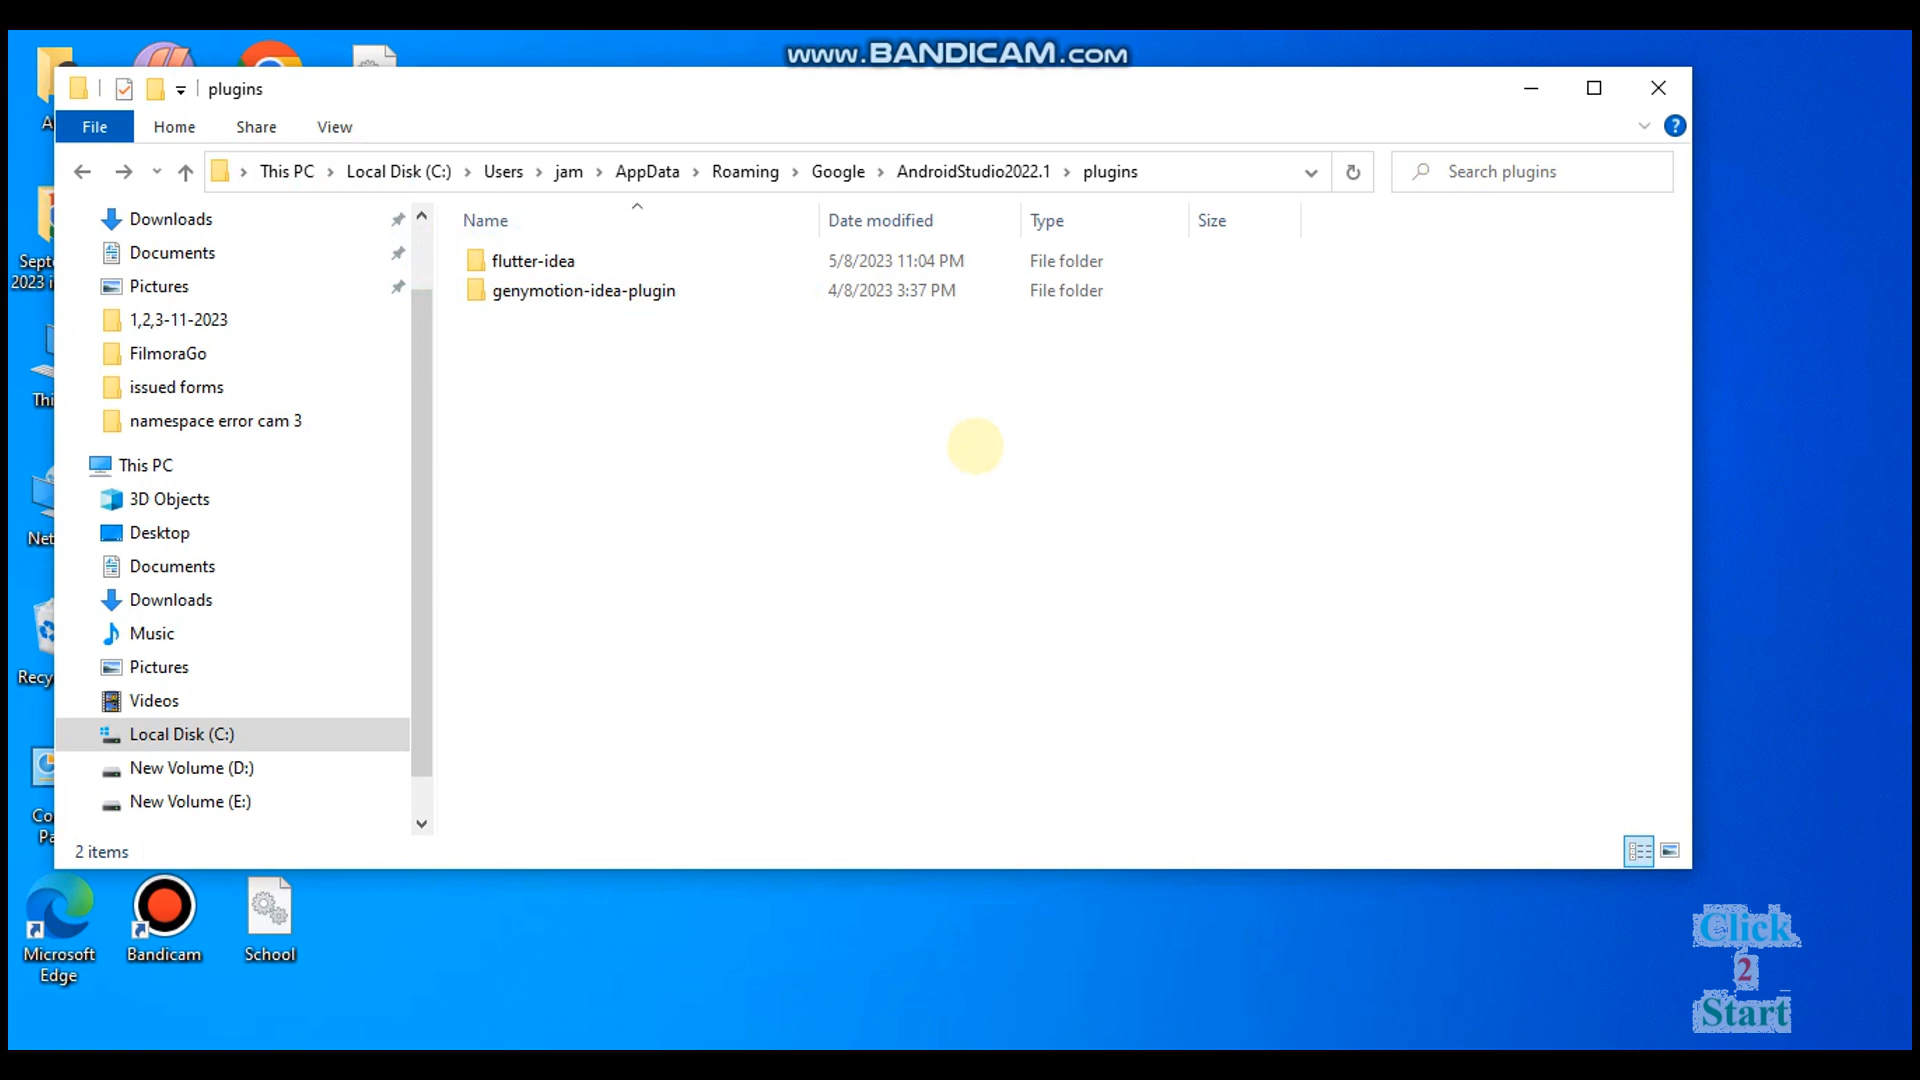 www.BANDICAM.com
plugins
File
Home
Share
View
This PC
Local Disk (C:)
Users
jam
AppData
Roaming
Google
AndroidStudio2022.1
plugins
Search plugins
Downloads
Documents
Pictures
1,2,3-11-2023
FilmoraGo
issued forms
namespace error cam 3
This PC
3D Objects
Desktop
Documents
Downloads
Music
Pictures
Videos
Local Disk (C:)
New Volume (D:)
New Volume (E:)
Name
Date modified
Type
Size
flutter-idea
5/8/2023 11:04 PM
File folder
genymotion-idea-plugin
4/8/2023 3:37 PM
File folder
2 items
Microsoft
Edge
Bandicam
School
Click
2
Start